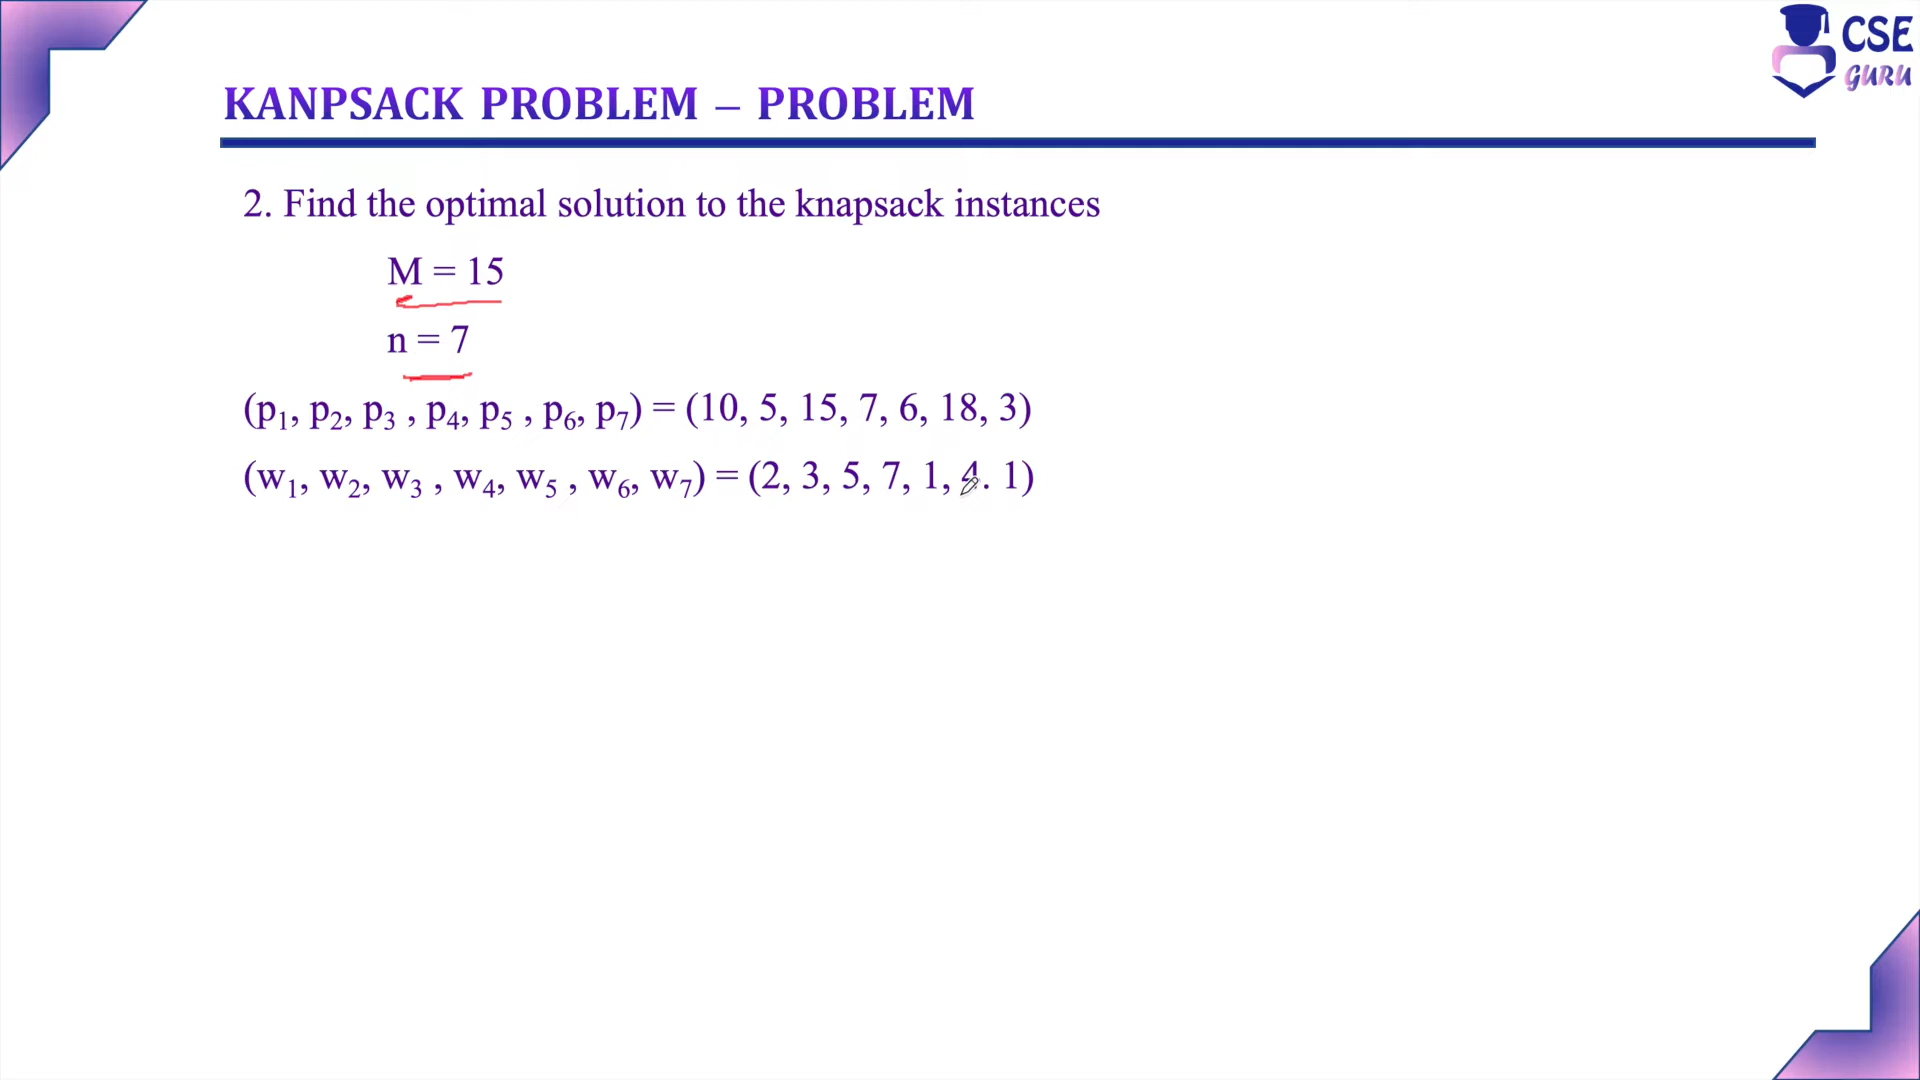 CSE
GURU
KANPSACK PROBLEM – PROBLEM
2. Find the optimal solution to the knapsack instances
M = 15
n = 7
(p₁, p₂, p₃ , p₄, p₅ , p₆, p₇) = (10, 5, 15, 7, 6, 18, 3)
(w₁, w₂, w₃ , w₄, w₅ , w₆, w₇) = (2, 3, 5, 7, 1, 4. 1)